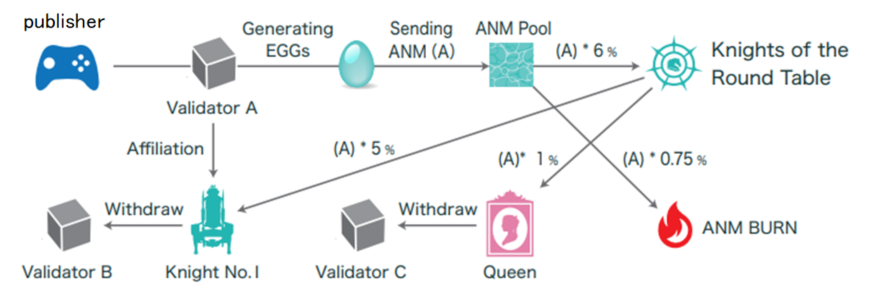 publisher
Generating
EGGs
Sending
ANM (A)
ANM Pool
(A) * 6 %
Knights of the
Round Table
Validator A
Affiliation
(A) * 5 %
(A)* 1 %
(A) * 0.75 %
Withdraw
Withdraw
ANM BURN
Validator B
Knight No.I
Validator C
Queen